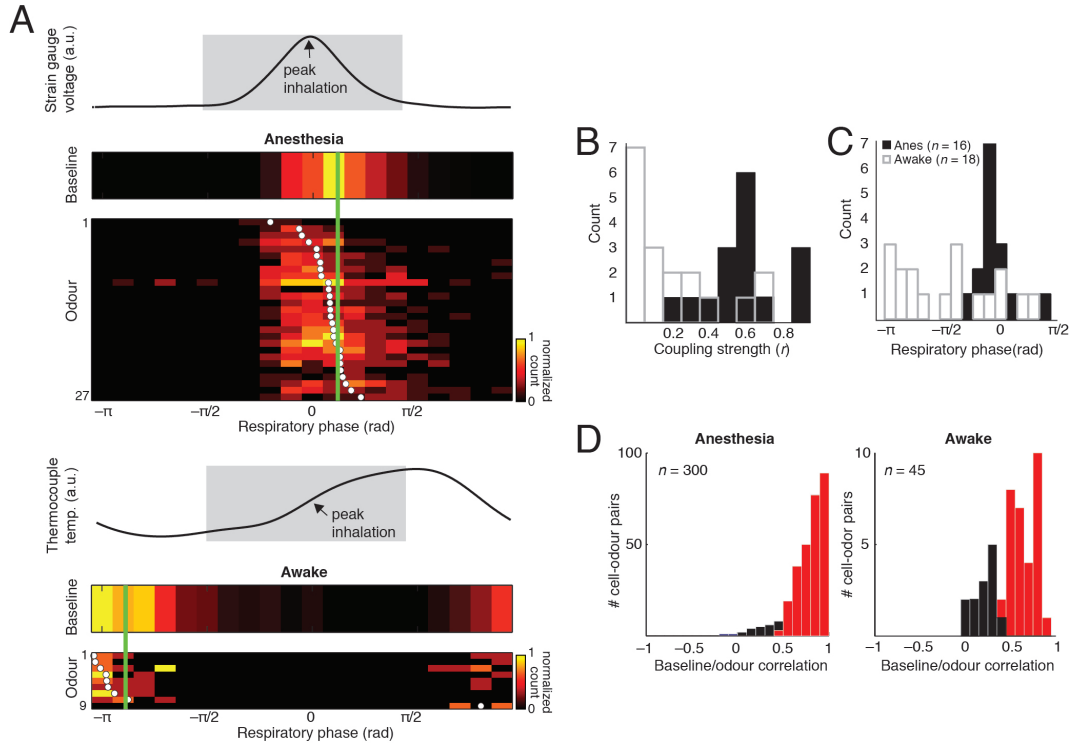 A
Strain gauge
voltage (a.u.)
peak
inhalation
Anesthesia
Baseline
1
Odour
27
1
normalized
count
0
−π
−π/2
0
π/2
Respiratory phase (rad)
Thermocouple
temp. (a.u.)
peak
inhalation
Awake
Baseline
1
Odour
9
1
normalized
count
0
−π
−π/2
0
π/2
Respiratory phase (rad)
B
7
6
5
4
3
2
1
Count
0.2
0.4
0.6
0.8
Coupling strength (r)
C
Anes (n = 16)
Awake (n = 18)
7
6
5
4
3
2
1
Count
−π
−π/2
0
π/2
Respiratory phase(rad)
D
Anesthesia
n = 300
100
50
# cell-odour pairs
−1
−0.5
0
0.5
1
Baseline/odour correlation
Awake
n = 45
10
5
# cell-odor pairs
−1
−0.5
0
0.5
1
Baseline/odour correlation